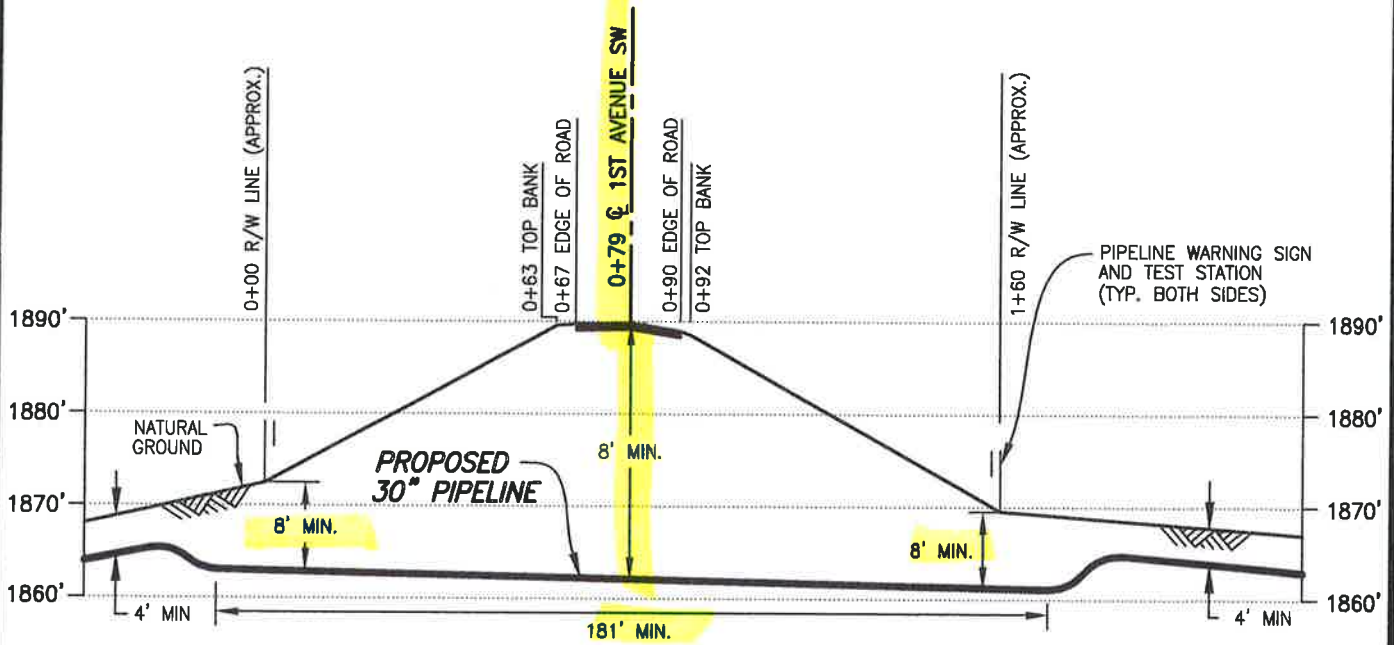 0+00 R/W LINE (APPROX.)
0+63 TOP BANK
0+67 EDGE OF ROAD
0+79 ℄ 1ST AVENUE SW
0+90 EDGE OF ROAD
0+92 TOP BANK
1+60 R/W LINE (APPROX.)
PIPELINE WARNING SIGN
AND TEST STATION
(TYP. BOTH SIDES)
1890'
1890'
1880'
1880'
NATURAL
GROUND
PROPOSED
30" PIPELINE
8' MIN.
1870'
1870'
8' MIN.
8' MIN.
1860'
1860'
4' MIN
4' MIN
181' MIN.